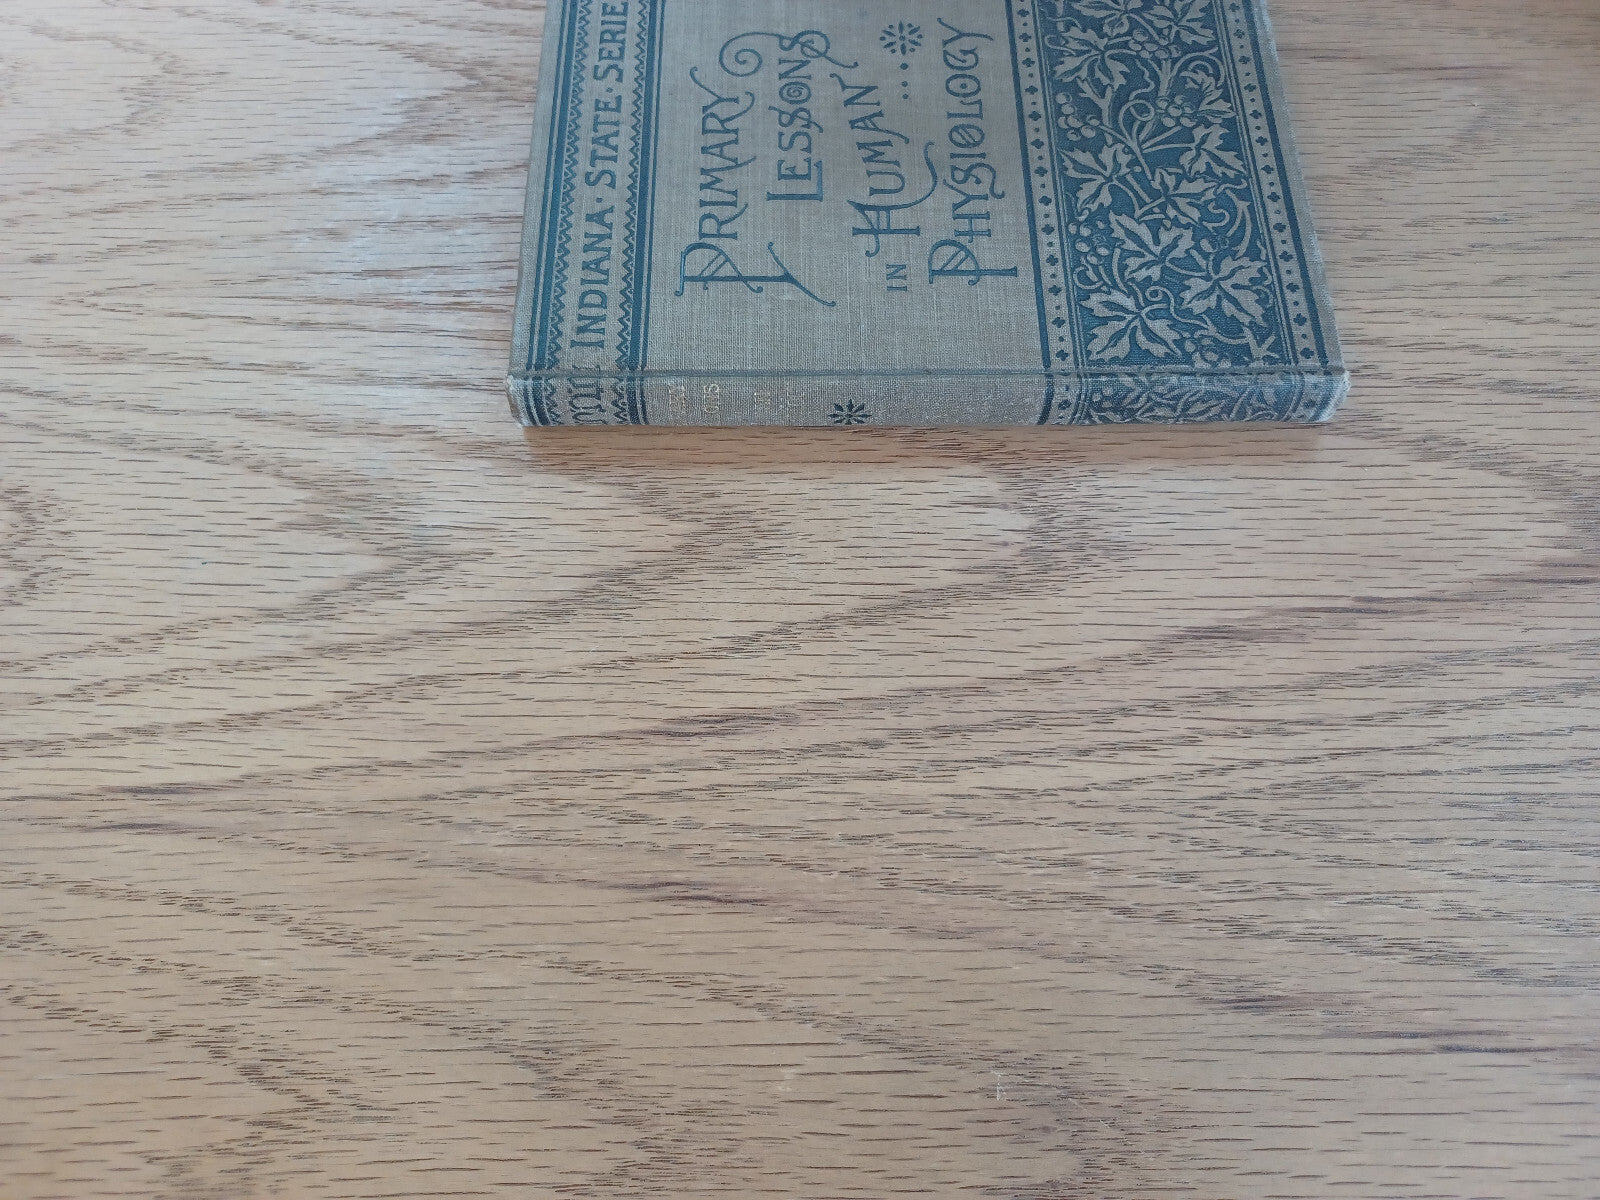 INDIANA · STATE · SERIE
PRIMARY
LESSONS
IN HUMAN
PHYSIOLOGY